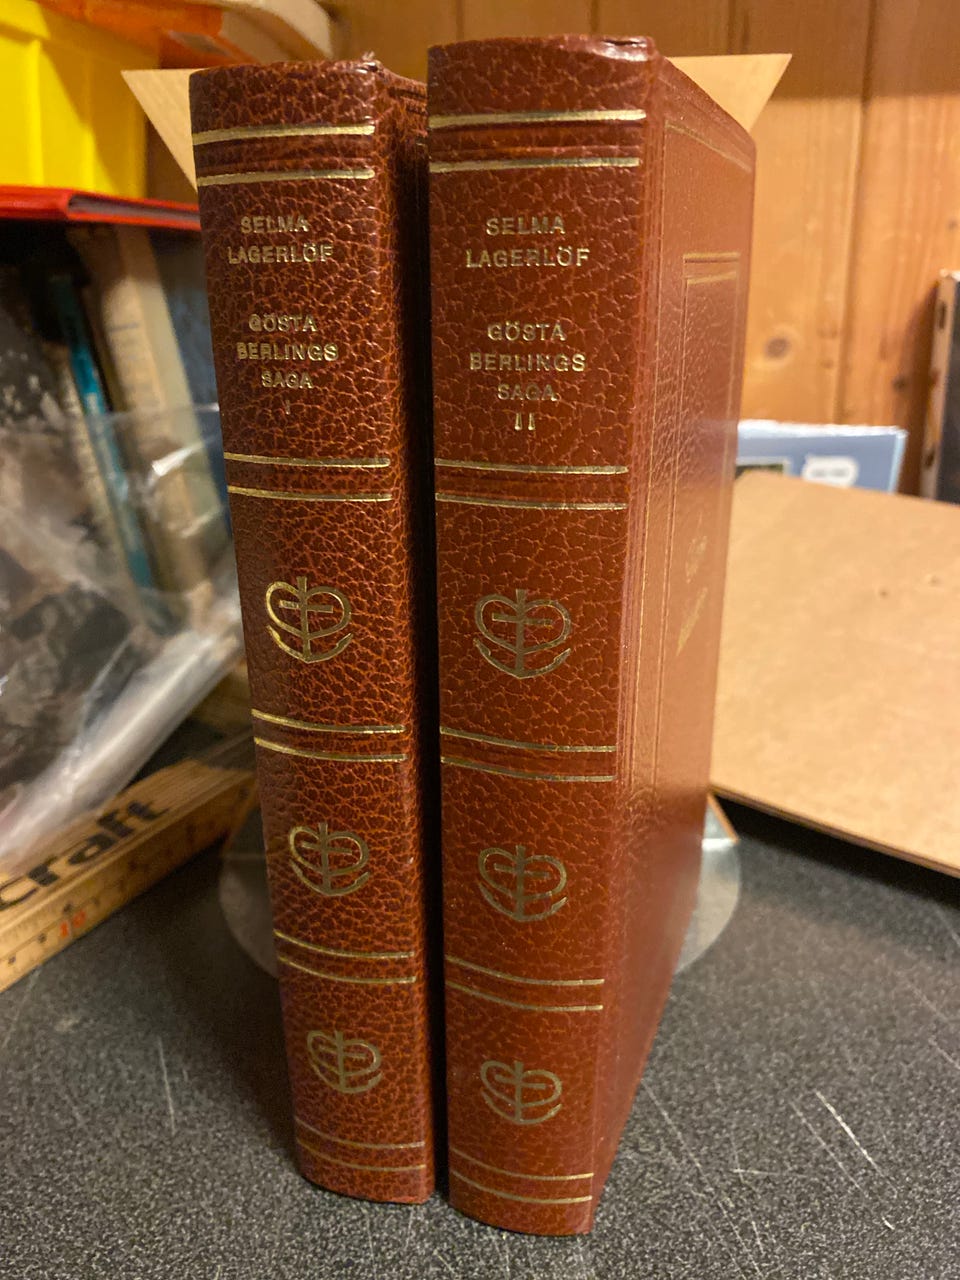 SELMA
LAGERLÖF
GÖSTA
BERLINGS
SAGA
I
SELMA
LAGERLÖF
GÖSTA
BERLINGS
SAGA
II
craft